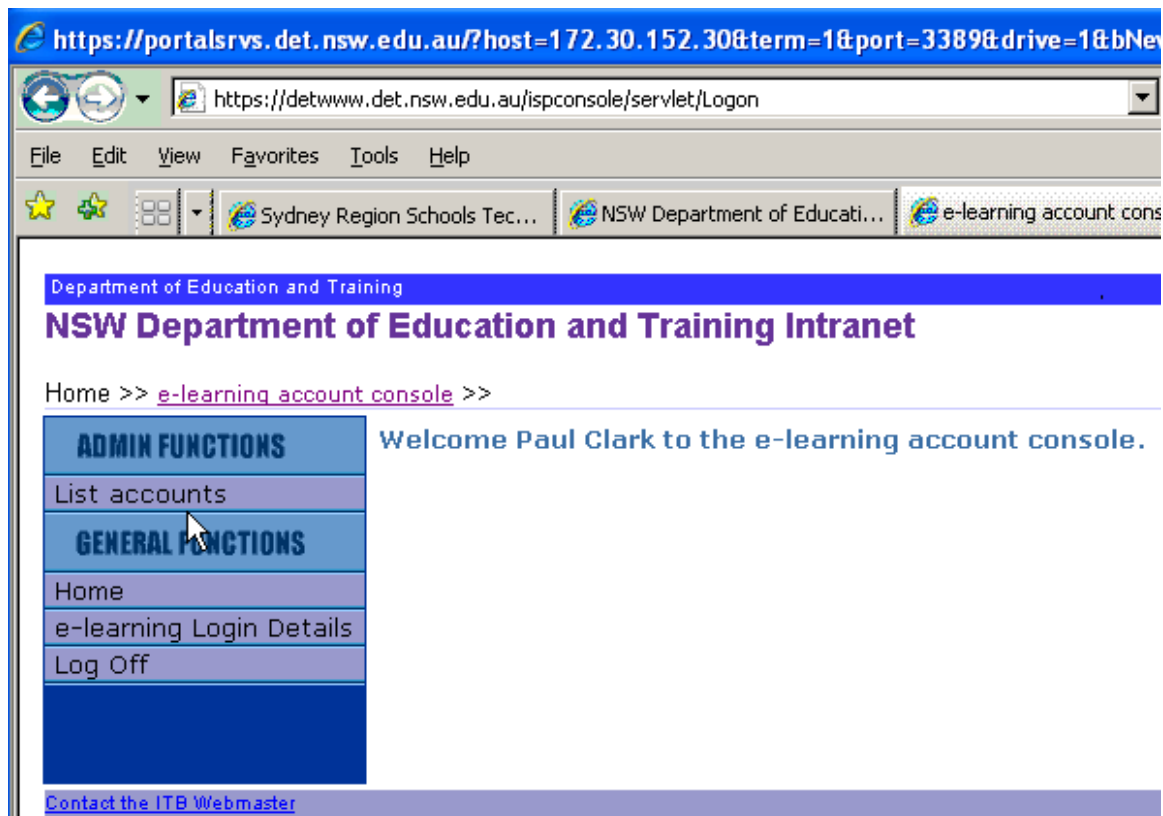 https://portalsrvs.det.nsw.edu.au/?host=172.30.152.30&term=1&port=3389&drive=1&bNev
https://detwww.det.nsw.edu.au/ispconsole/servlet/Logon
File Edit View Favorites Tools Help
Sydney Region Schools Tec... NSW Department of Educati... e-learning account cons
Department of Education and Training
NSW Department of Education and Training Intranet
Home >> e-learning account console >>
ADMIN FUNCTIONS
Welcome Paul Clark to the e-learning account console.
List accounts
GENERAL FUNCTIONS
Home
e-learning Login Details
Log Off
Contact the ITB Webmaster